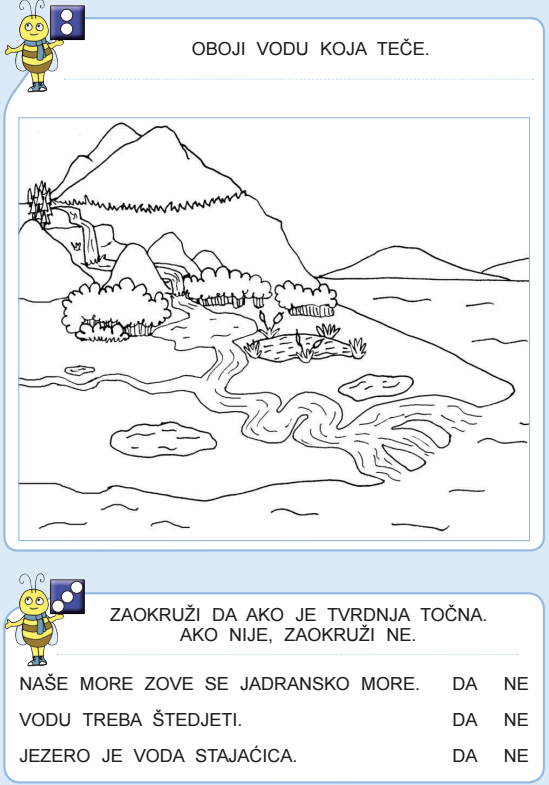 OBOJI VODU KOJA TEČE.
ZAOKRUŽI DA AKO JE TVRDNJA TOČNA.
AKO NIJE, ZAOKRUŽI NE.
NAŠE MORE ZOVE SE JADRANSKO MORE. DA NE
VODU TREBA ŠTEDJETI. DA NE
JEZERO JE VODA STAJAĆICA. DA NE